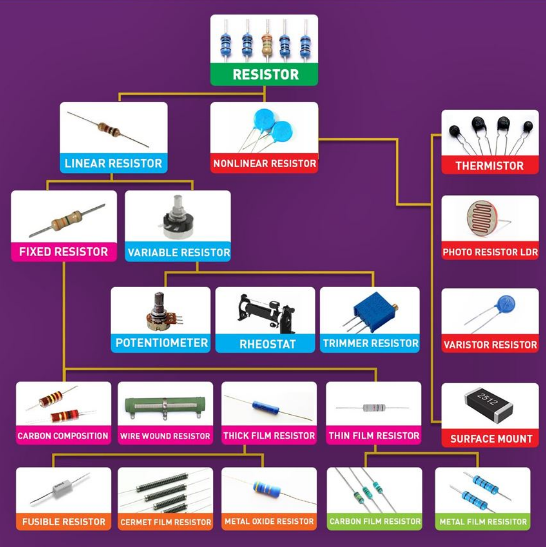 RESISTOR
LINEAR RESISTOR
NONLINEAR RESISTOR
THERMISTOR
FIXED RESISTOR
VARIABLE RESISTOR
PHOTO RESISTOR LDR
POTENTIOMETER
RHEOSTAT
TRIMMER RESISTOR
VARISTOR RESISTOR
2512
CARBON COMPOSITION
WIRE WOUND RESISTOR
THICK FILM RESISTOR
THIN FILM RESISTOR
SURFACE MOUNT
FUSIBLE RESISTOR
CERMET FILM RESISTOR
METAL OXIDE RESISTOR
CARBON FILM RESISTOR
METAL FILM RESISTOR